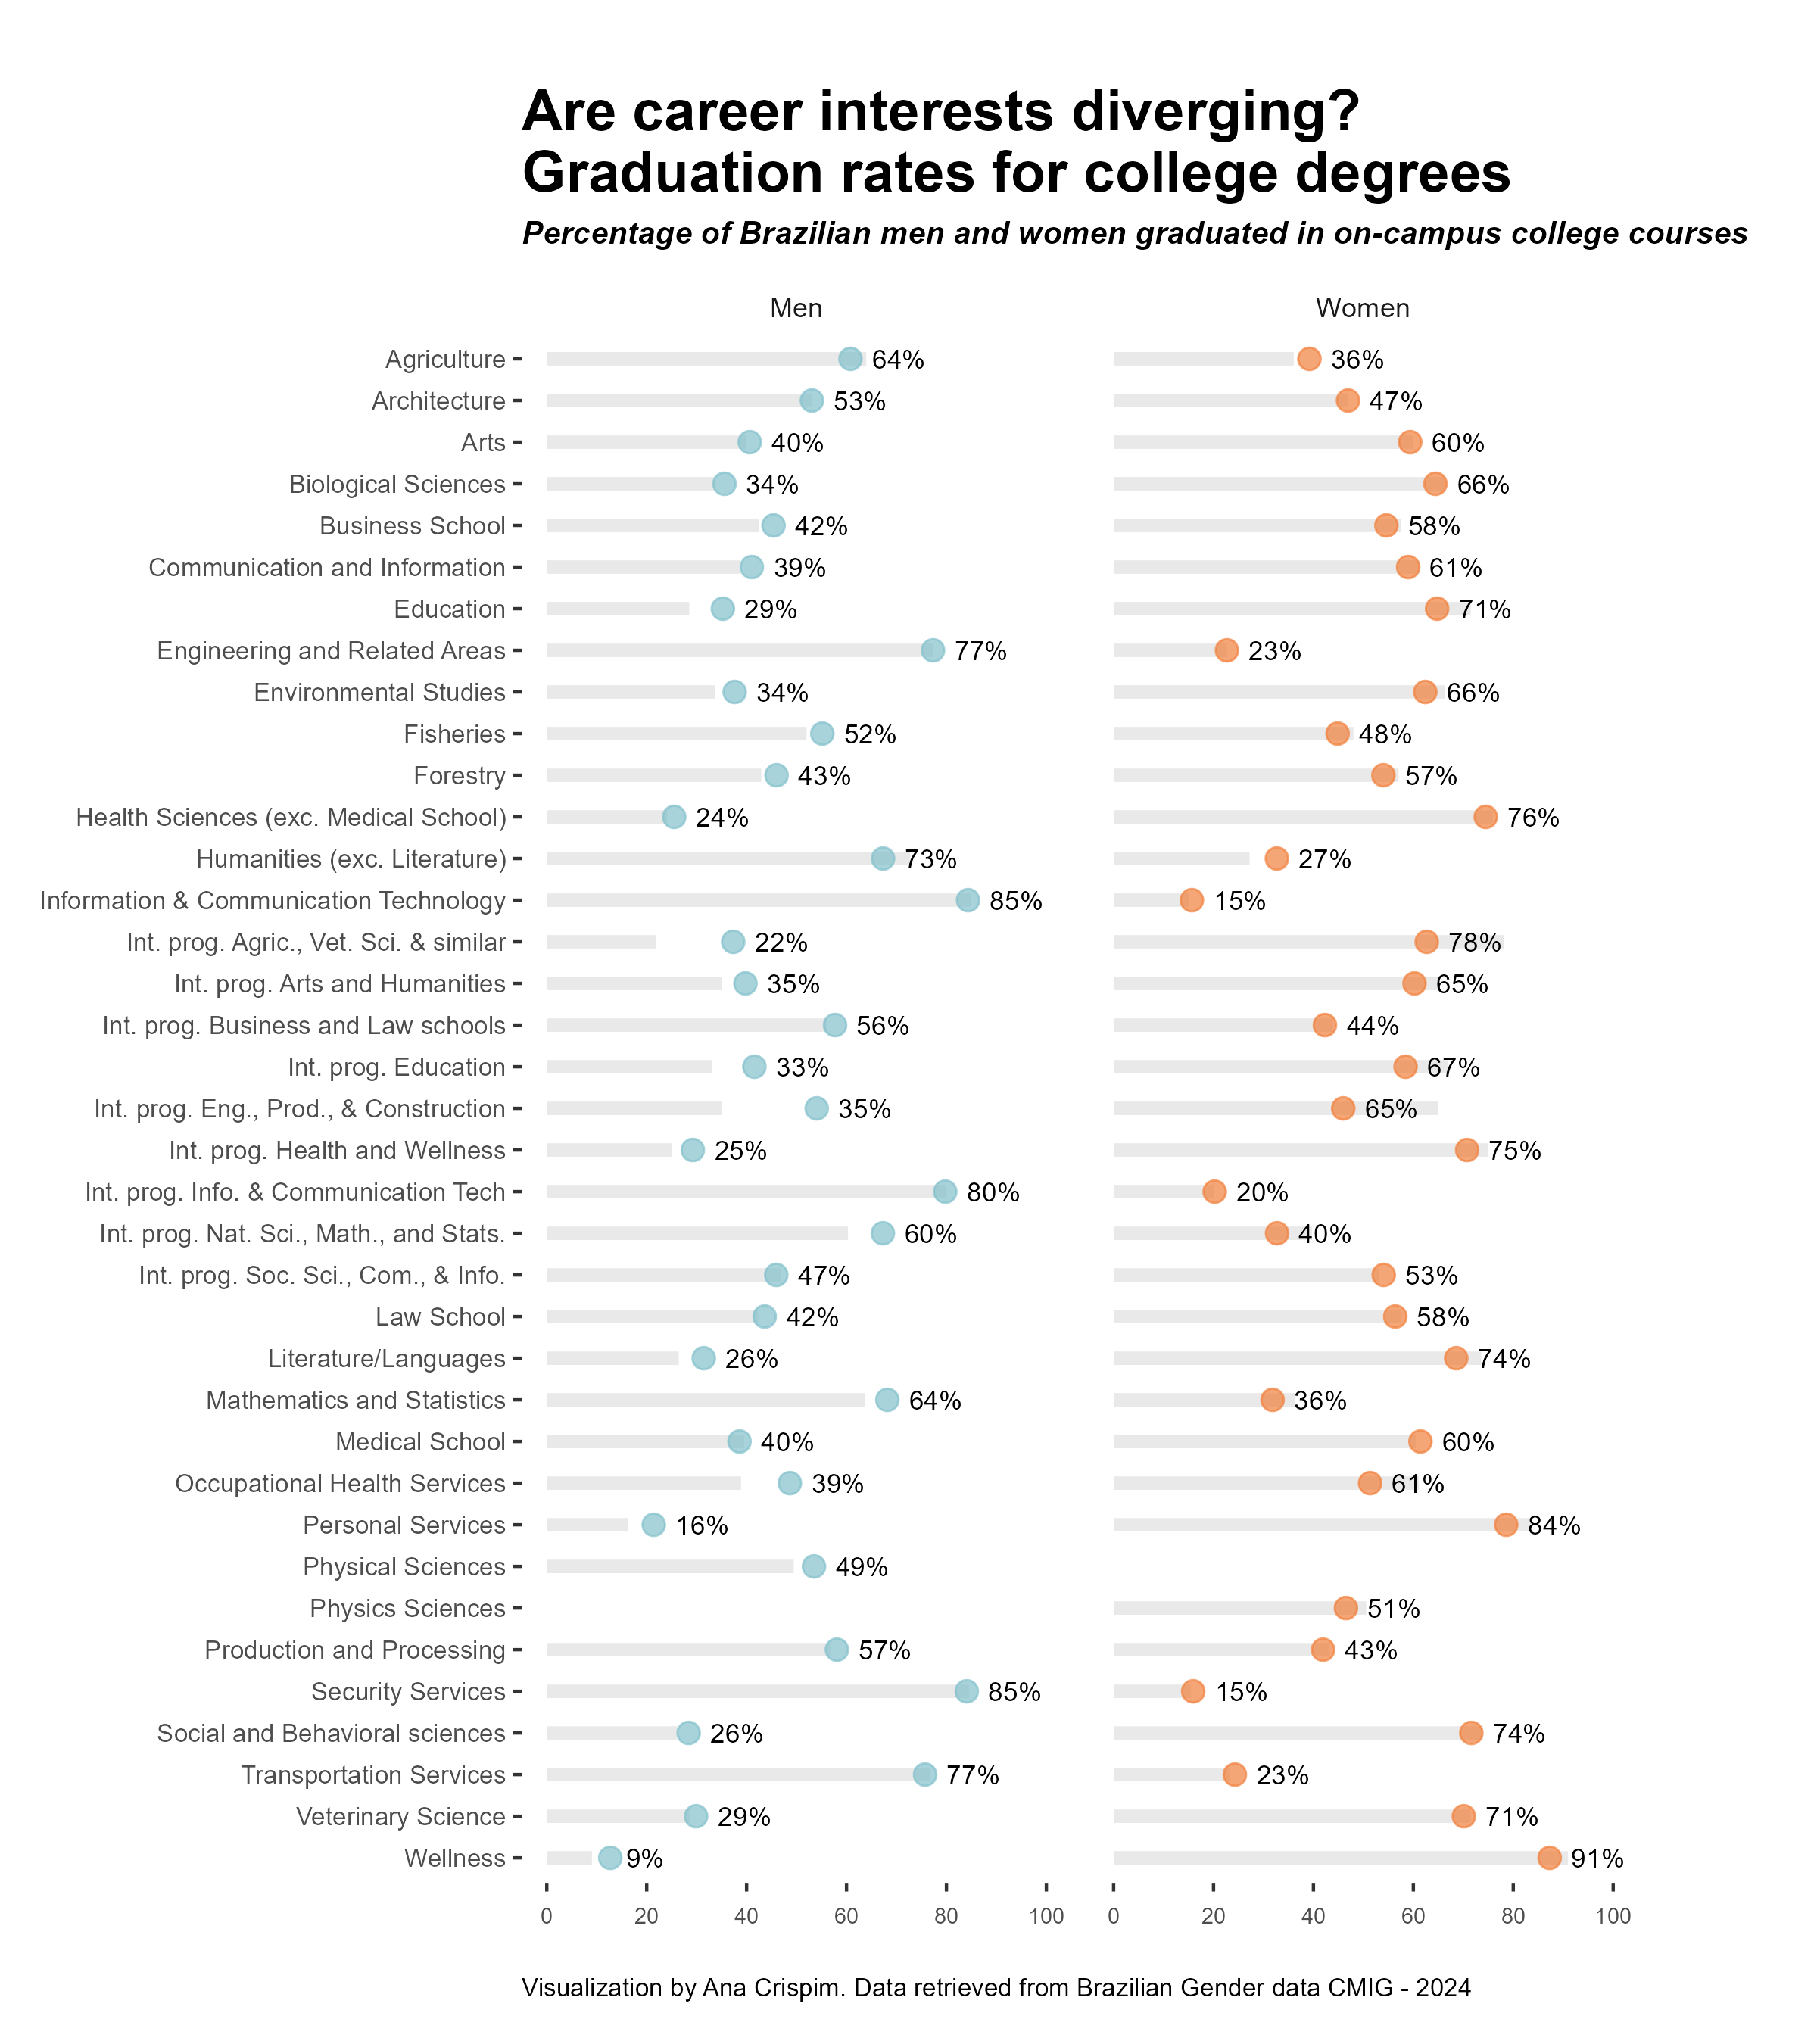 Are career interests diverging?
Graduation rates for college degrees
Percentage of Brazilian men and women graduated in on-campus college courses
Men Women
Agriculture 64% 36%
Architecture 53% 47%
Arts 40% 60%
Biological Sciences 34% 66%
Business School 42% 58%
Communication and Information 39% 61%
Education 29% 71%
Engineering and Related Areas 77% 23%
Environmental Studies 34% 66%
Fisheries 52% 48%
Forestry 43% 57%
Health Sciences (exc. Medical School) 24% 76%
Humanities (exc. Literature) 73% 27%
Information & Communication Technology 85% 15%
Int. prog. Agric., Vet. Sci. & similar 22% 78%
Int. prog. Arts and Humanities 35% 65%
Int. prog. Business and Law schools 56% 44%
Int. prog. Education 33% 67%
Int. prog. Eng., Prod., & Construction 35% 65%
Int. prog. Health and Wellness 25% 75%
Int. prog. Info. & Communication Tech 80% 20%
Int. prog. Nat. Sci., Math., and Stats. 60% 40%
Int. prog. Soc. Sci., Com., & Info. 47% 53%
Law School 42% 58%
Literature/Languages 26% 74%
Mathematics and Statistics 64% 36%
Medical School 40% 60%
Occupational Health Services 39% 61%
Personal Services 16% 84%
Physical Sciences 49%
Physics Sciences 51%
Production and Processing 57% 43%
Security Services 85% 15%
Social and Behavioral sciences 26% 74%
Transportation Services 77% 23%
Veterinary Science 29% 71%
Wellness 9% 91%
0 20 40 60 80 100 0 20 40 60 80 100
Visualization by Ana Crispim. Data retrieved from Brazilian Gender data CMIG - 2024